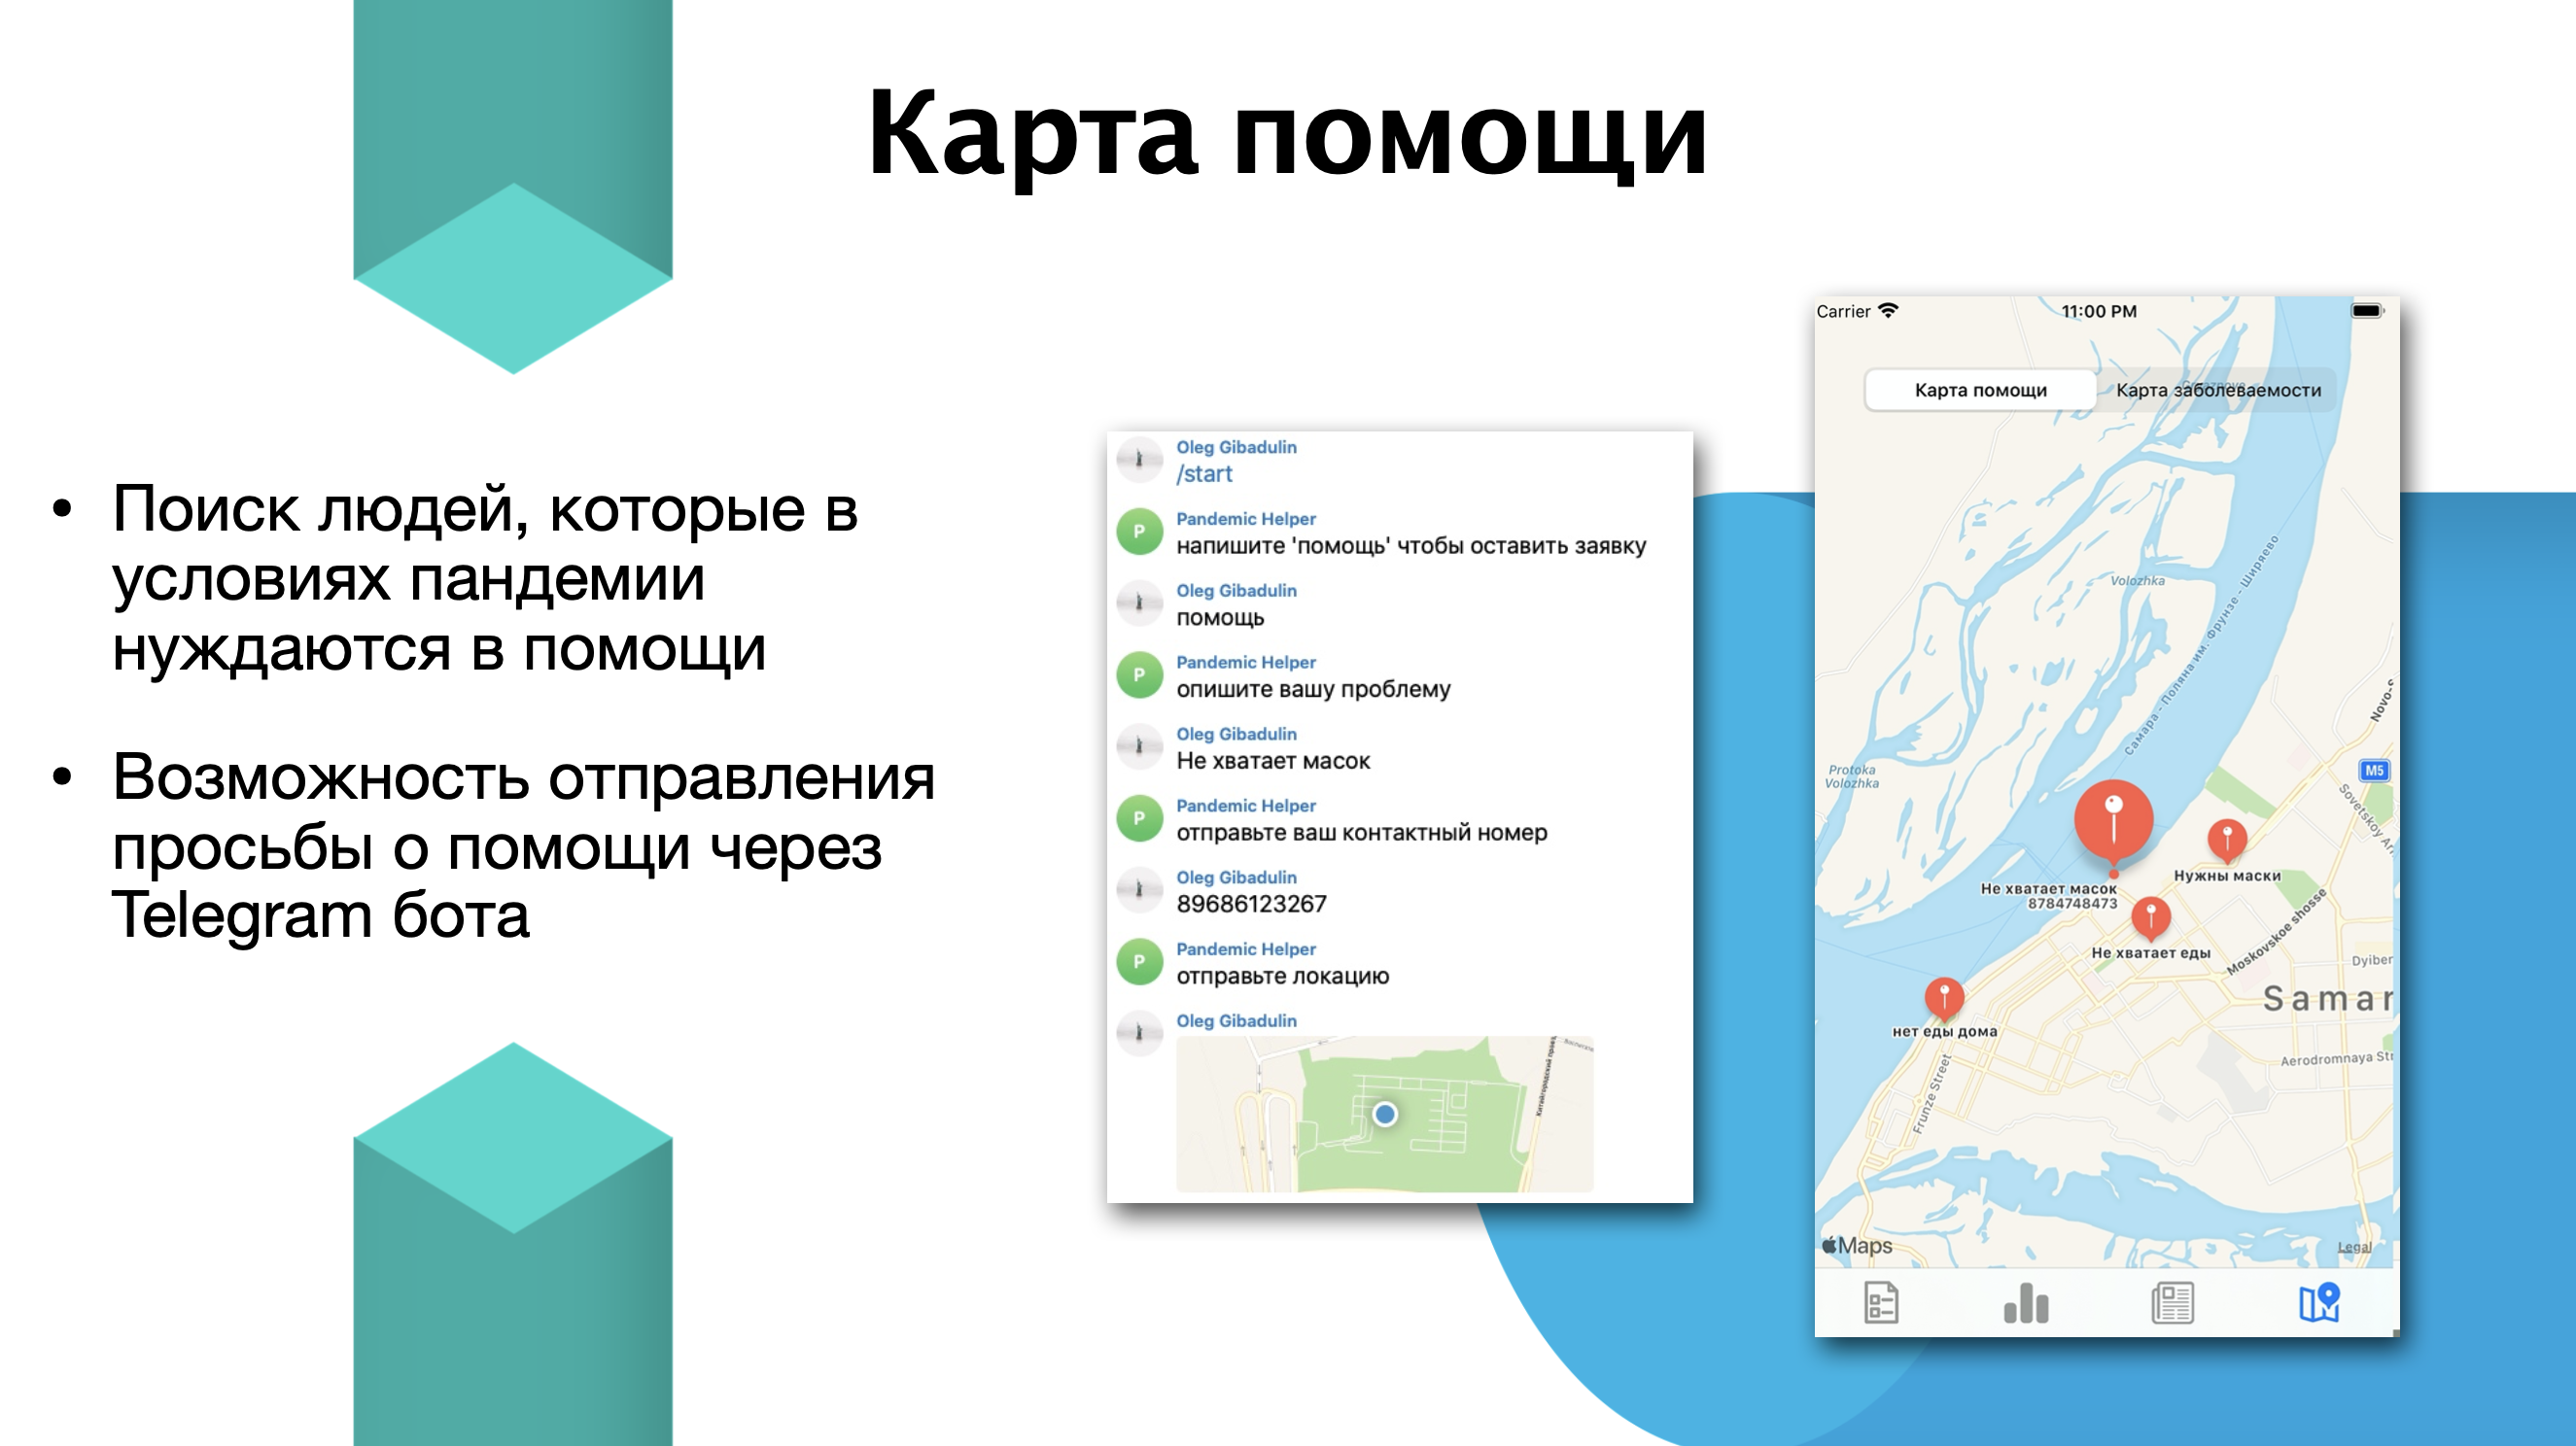 Карта помощи
• Поиск людей, которые в
условиях пандемии
нуждаются в помощи
• Возможность отправления
просьбы о помощи через
Telegram бота
Oleg Gibadulin
/start
P
Pandemic Helper
напишите 'помощь' чтобы оставить заявку
Oleg Gibadulin
помощь
P
Pandemic Helper
опишите вашу проблему
Oleg Gibadulin
Не хватает масок
P
Pandemic Helper
отправьте ваш контактный номер
Oleg Gibadulin
89686123267
P
Pandemic Helper
отправьте локацию
Oleg Gibadulin
Carrier 11:00 PM
Карта помощи Карта заболеваемости
Volozhka
Самара - Поляна им. Фрунзе - Ширяево
Novo-S
Protoka
Volozhka
M5
Sovetskoy Ar
Нужны маски
Не хватает масок
8784748473
Не хватает еды
Moskovskoe shosse
Dyiber
Samar
нет еды дома
Aerodromnaya Str
Frunze Street
Maps
Legal